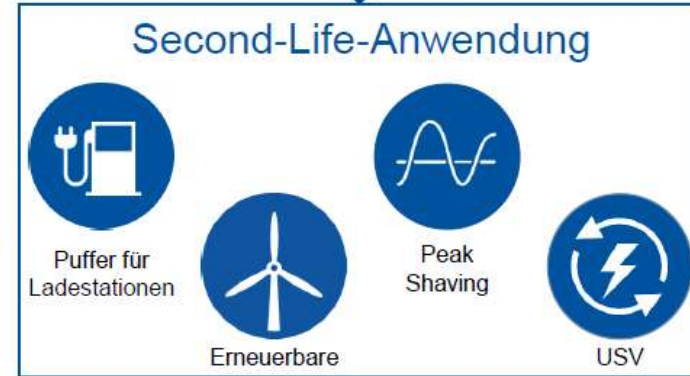 Second-Life-Anwendung
Puffer für
Ladestationen
Erneuerbare
Peak
Shaving
USV